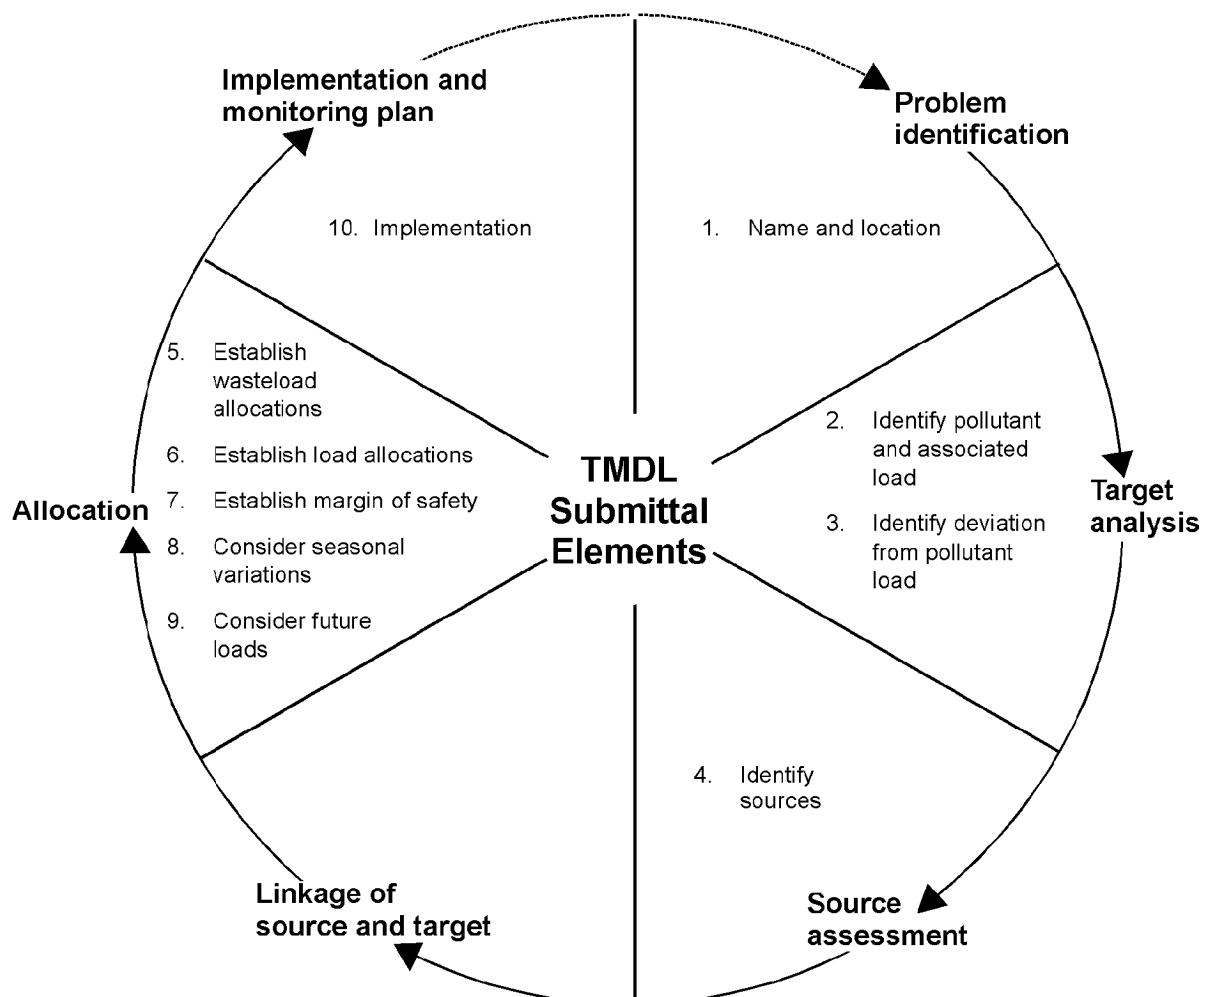 Implementation and
monitoring plan
Problem
identification
10. Implementation
1. Name and location
5. Establish
wasteload
allocations
6. Establish load allocations
7. Establish margin of safety
8. Consider seasonal
variations
9. Consider future
loads
Allocation
TMDL
Submittal
Elements
2. Identify pollutant
and associated
load
3. Identify deviation
from pollutant
load
Target
analysis
4. Identify
sources
Linkage of
source and target
Source
assessment